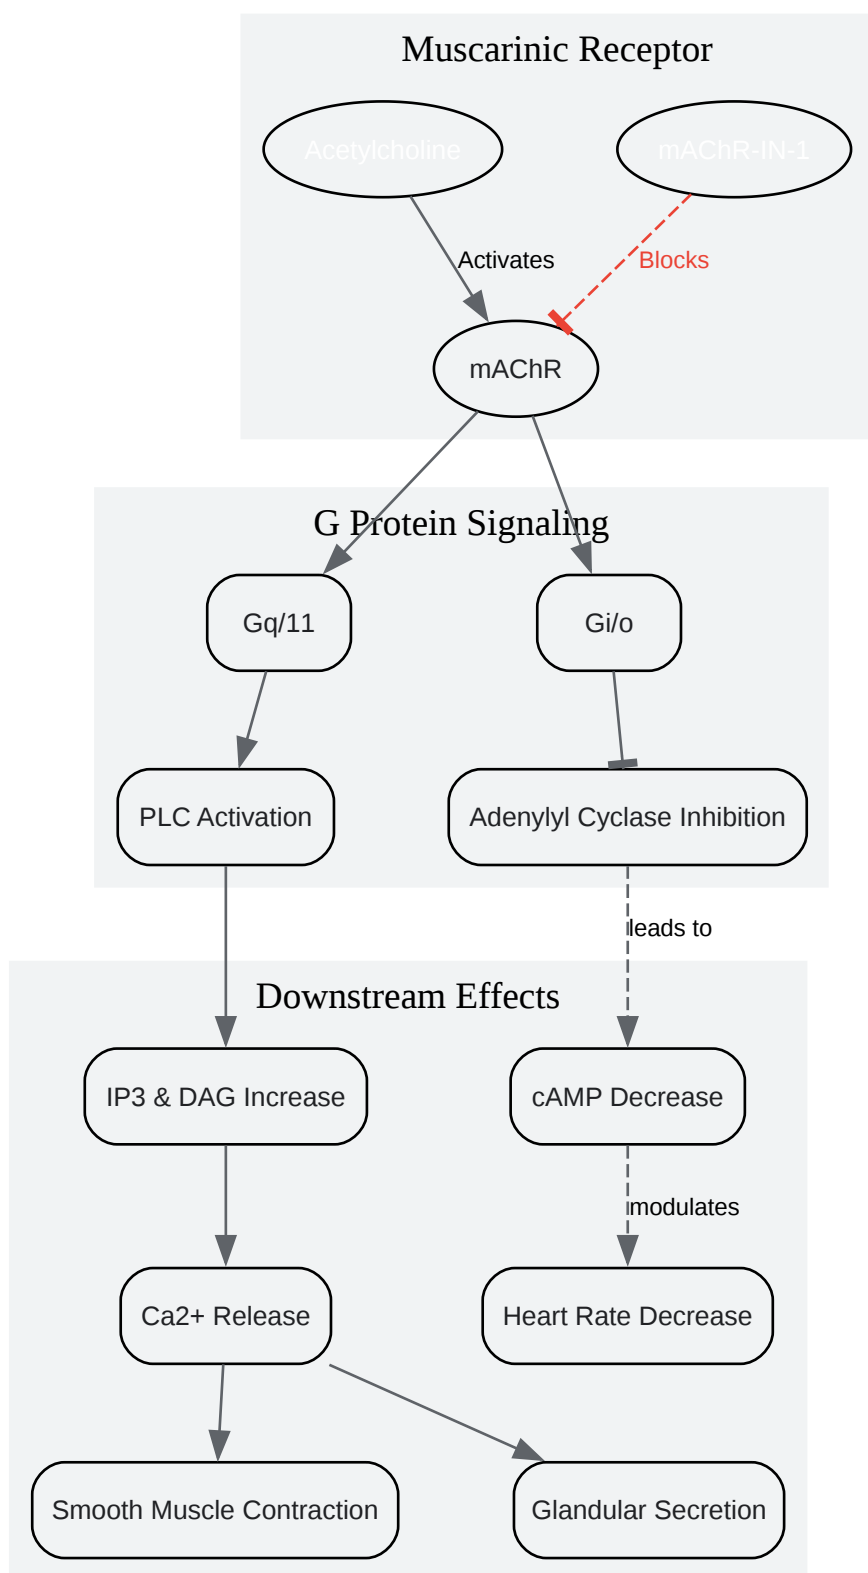 Muscarinic Receptor
Acetylcholine
mAChR-IN-1
Activates
Blocks
mAChR
G Protein Signaling
Gq/11
Gi/o
PLC Activation
Adenylyl Cyclase Inhibition
leads to
Downstream Effects
IP3 & DAG Increase
cAMP Decrease
modulates
Ca2+ Release
Heart Rate Decrease
Smooth Muscle Contraction
Glandular Secretion